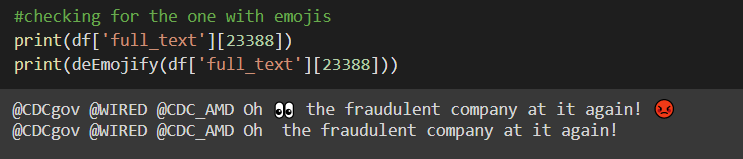 #checking for the one with emojis
print(df['full_text'][23388])
print(deEmojify(df['full_text'][23388]))
@CDCgov @WIRED @CDC_AMD Oh 👀 the fraudulent company at it again! 😡
@CDCgov @WIRED @CDC_AMD Oh  the fraudulent company at it again!